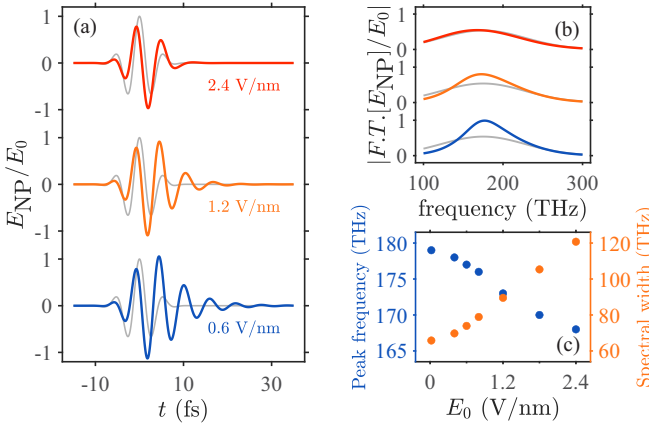 (a)
1
0
-1
2.4 V/nm
1
0
1
1.2 V/nm
1
0
1
0.6 V/nm
E_NP/E_0
-10
10
30
t (fs)
(b)
1
0
1
0
1
0
|F.T.[E_NP]/E_0|
100
200
300
frequency (THz)
(c)
180
175
170
165
Peak frequency (THz)
120
100
80
60
Spectral width (THz)
0
1.2
2.4
E_0 (V/nm)